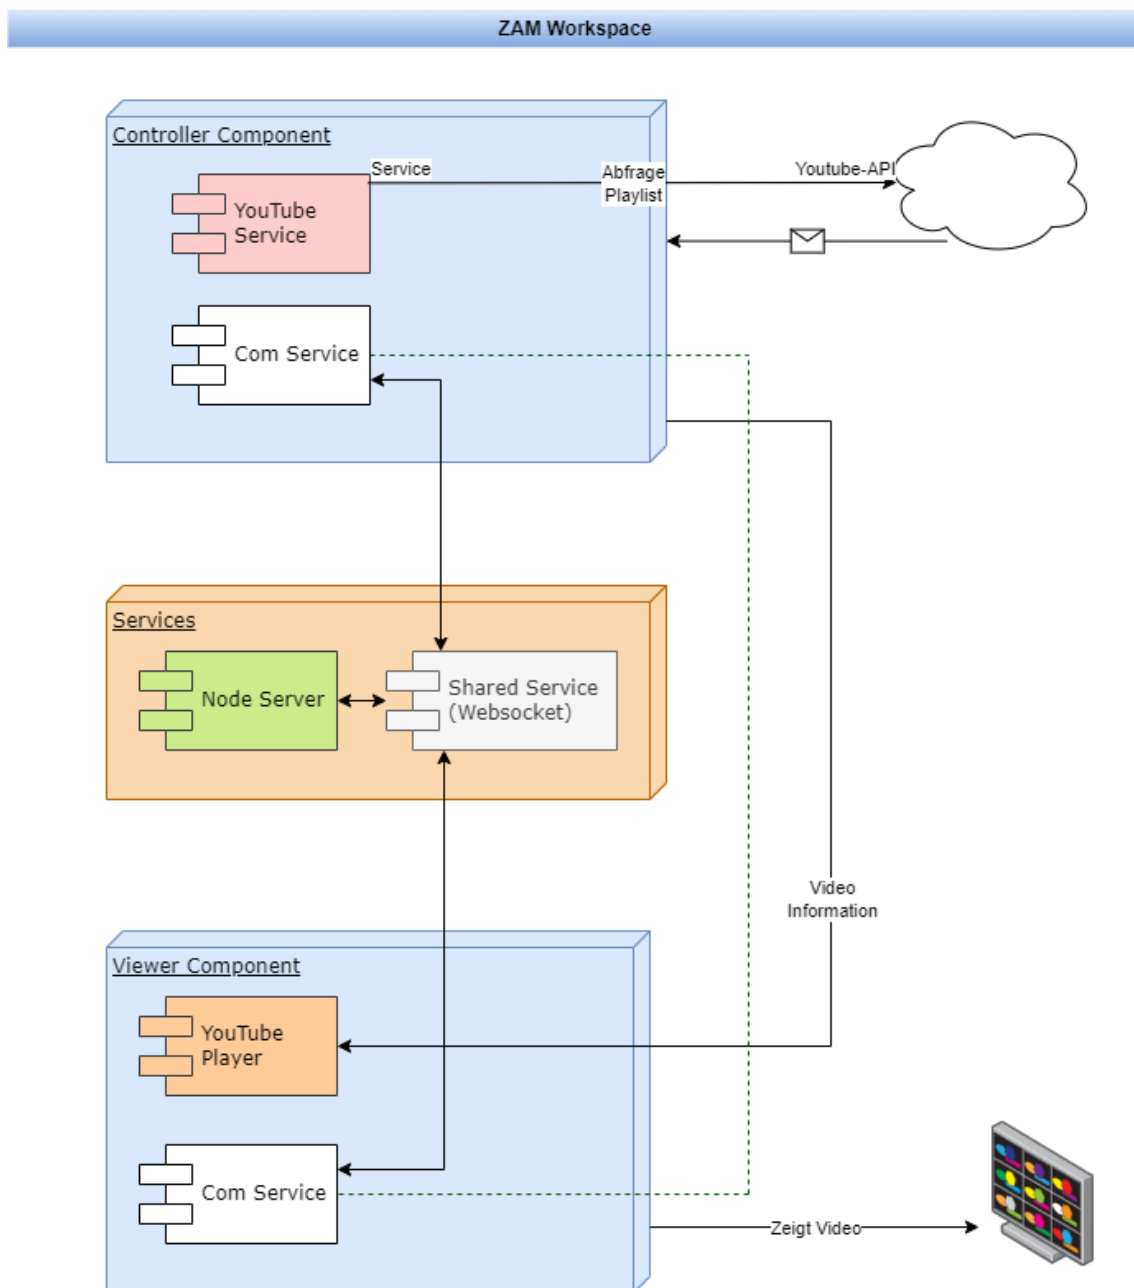 ZAM Workspace
Controller Component
Service
Abfrage
Playlist
Youtube-API
YouTube
Service
Com Service
Services
Node Server
Shared Service
(Websocket)
Video
Information
Viewer Component
YouTube
Player
Com Service
Zeigt Video